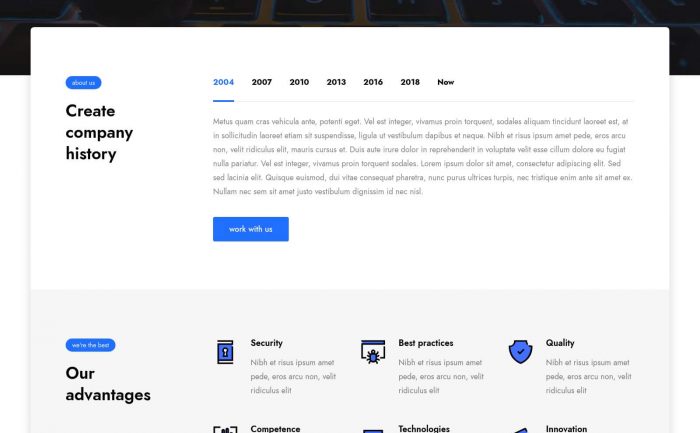 about us
Create
company
history
2004 2007 2010 2013 2016 2018 Now
Metus quam cras vehicula ante, potenti eget. Vel est integer, vivamus proin torquent, sodales aliquam tincidunt laoreet est, at
in sollicitudin laoreet etiam sit suspendisse, ligula ut vestibulum dapibus et neque. Nibh et risus ipsum amet pede, eros arcu
non, velit ridiculus elit, mauris cursus et. Duis aute irure dolor in reprehenderit in voluptate velit esse cillum dolore eu fugiat
nulla pariatur. Vel est integer, vivamus proin torquent sodales. Lorem ipsum dolor sit amet, consectetur adipiscing elit. Sed
sed lacinia elit. Quisque euismod, dui vitae consequat pharetra, nunc purus ultrices turpis, nec tristique enim ante sit amet ex.
Nullam nec sem sit amet justo vestibulum dignissim id nec nisl.
work with us
we're the best
Our
advantages
Security
Nibh et risus ipsum amet
pede, eros arcu non, velit
ridiculus elit
Best practices
Nibh et risus ipsum amet
pede, eros arcu non, velit
ridiculus elit
Quality
Nibh et risus ipsum amet
pede, eros arcu non, velit
ridiculus elit
Competence
Technologies
Innovation